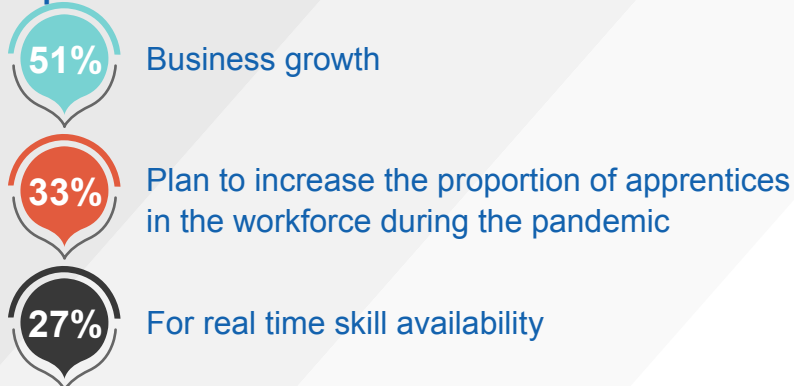 51% Business growth
33% Plan to increase the proportion of apprentices
in the workforce during the pandemic
27% For real time skill availability